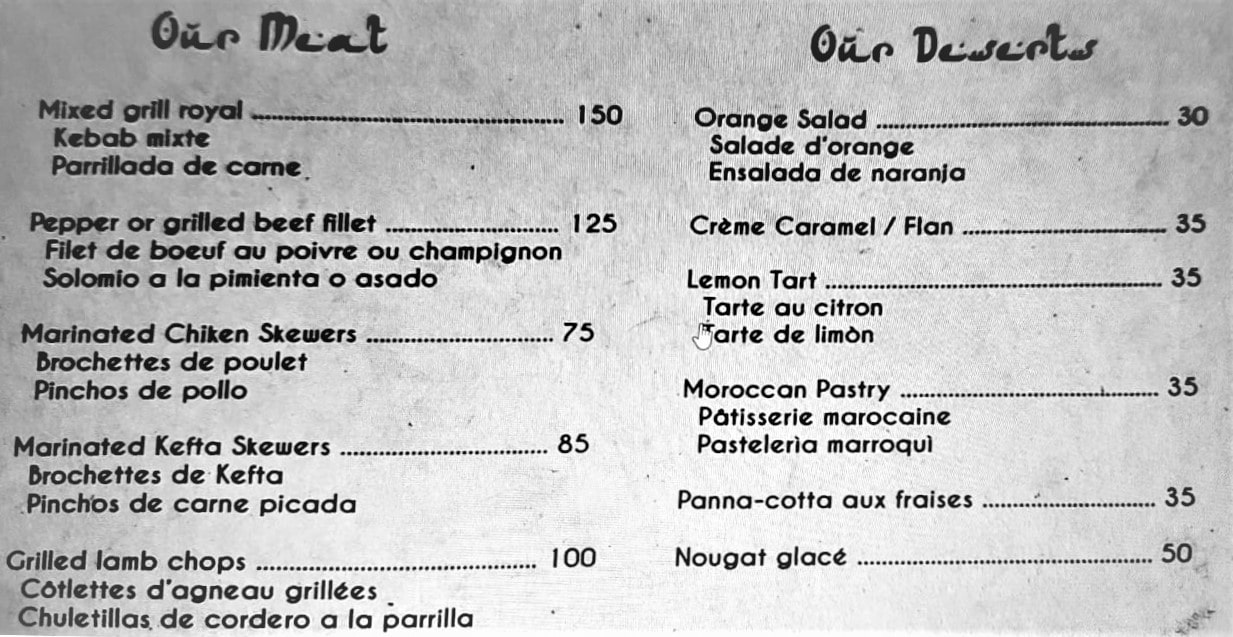 Our Meat
Mixed grill royal ........ 150
Kebab mixte
Parrillada de carne
Pepper or grilled beef fillet ........ 125
Filet de boeuf au poivre ou champignon
Solomio a la pimienta o asado
Marinated Chiken Skewers ........ 75
Brochettes de poulet
Pinchos de pollo
Marinated Kefta Skewers ........ 85
Brochettes de Kefta
Pinchos de carne picada
Grilled lamb chops ........ 100
Côtlettes d'agneau grillées
Chuletillas de cordero a la parrilla
Our Desserts
Orange Salad ........ 30
Salade d'orange
Ensalada de naranja
Crème Caramel / Flan ........ 35
Lemon Tart ........ 35
Tarte au citron
Tarte de limòn
Moroccan Pastry ........ 35
Pâtisserie marocaine
Pastelerìa marroquì
Panna-cotta aux fraises ........ 35
Nougat glacé ........ 50